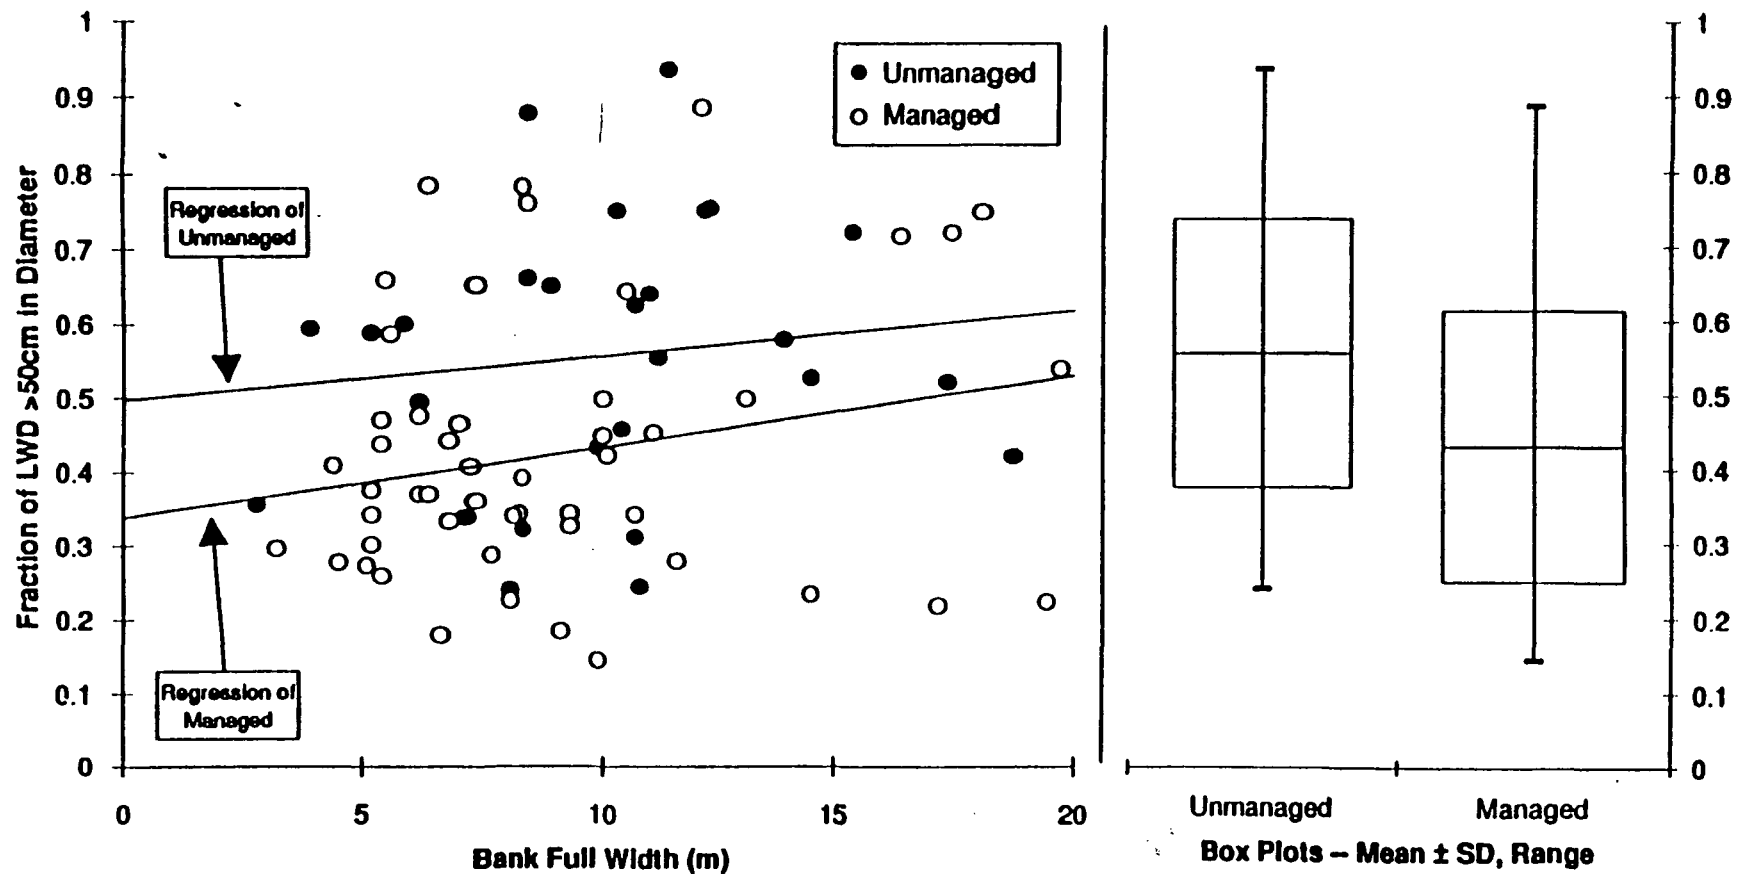 1
0.9
0.8
0.7
0.6
0.5
0.4
0.3
0.2
0.1
0
Fraction of LWD >50cm in Diameter
Unmanaged
Managed
Regression of
Unmanaged
Regression of
Managed
0 5 10 15 20
Bank Full Width (m)
1
0.9
0.8
0.7
0.6
0.5
0.4
0.3
0.2
0.1
0
Unmanaged Managed
Box Plots – Mean ± SD, Range